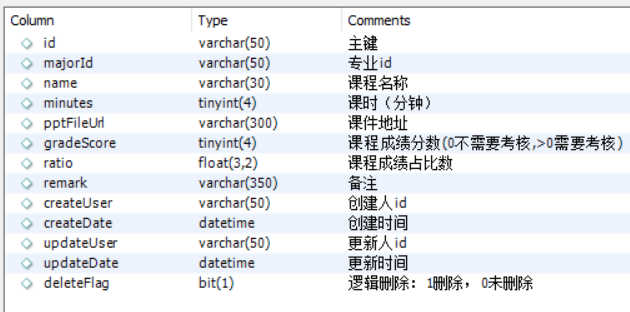 Column Type Comments
id varchar(50) 主键
majorId varchar(50) 专业id
name varchar(30) 课程名称
minutes tinyint(4) 课时（分钟）
pptFileUrl varchar(300) 课件地址
gradeScore tinyint(4) 课程成绩分数(0不需要考核,>0需要考核)
ratio float(3,2) 课程成绩占比数
remark varchar(350) 备注
createUser varchar(50) 创建人id
createDate datetime 创建时间
updateUser varchar(50) 更新人id
updateDate datetime 更新时间
deleteFlag bit(1) 逻辑删除：1删除，0未删除